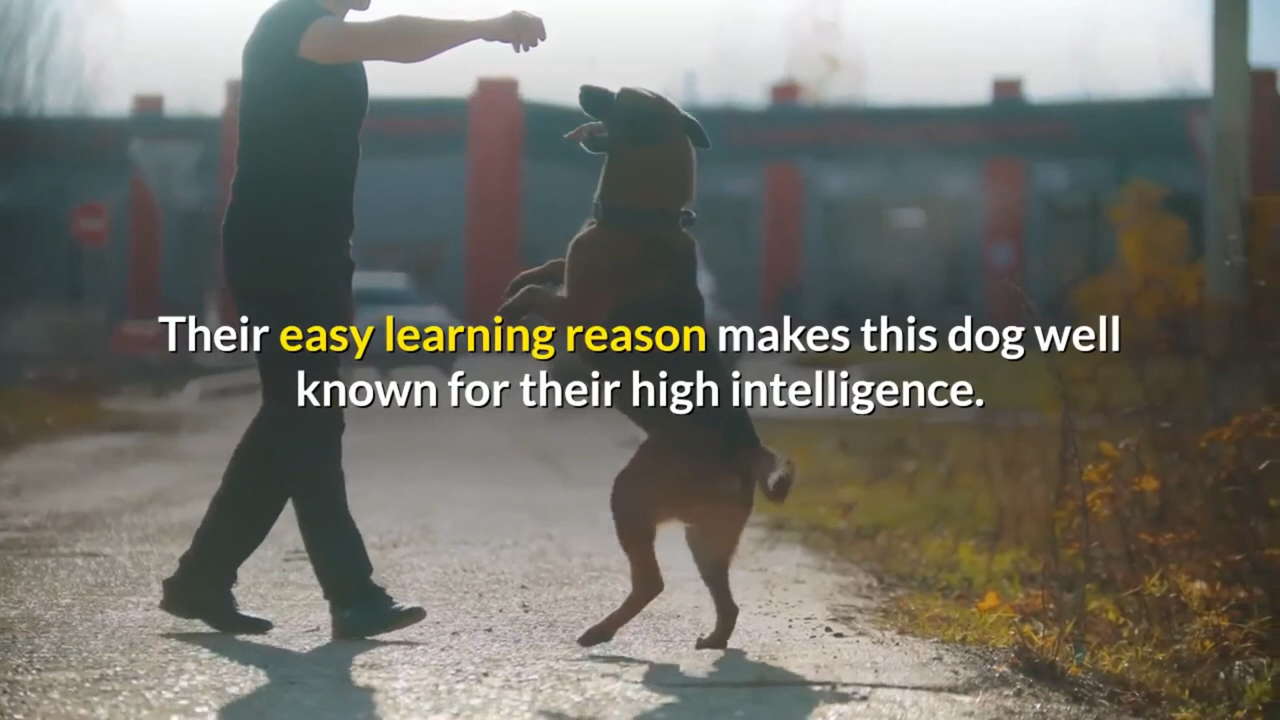 Their easy learning reason makes this dog well
known for their high intelligence.